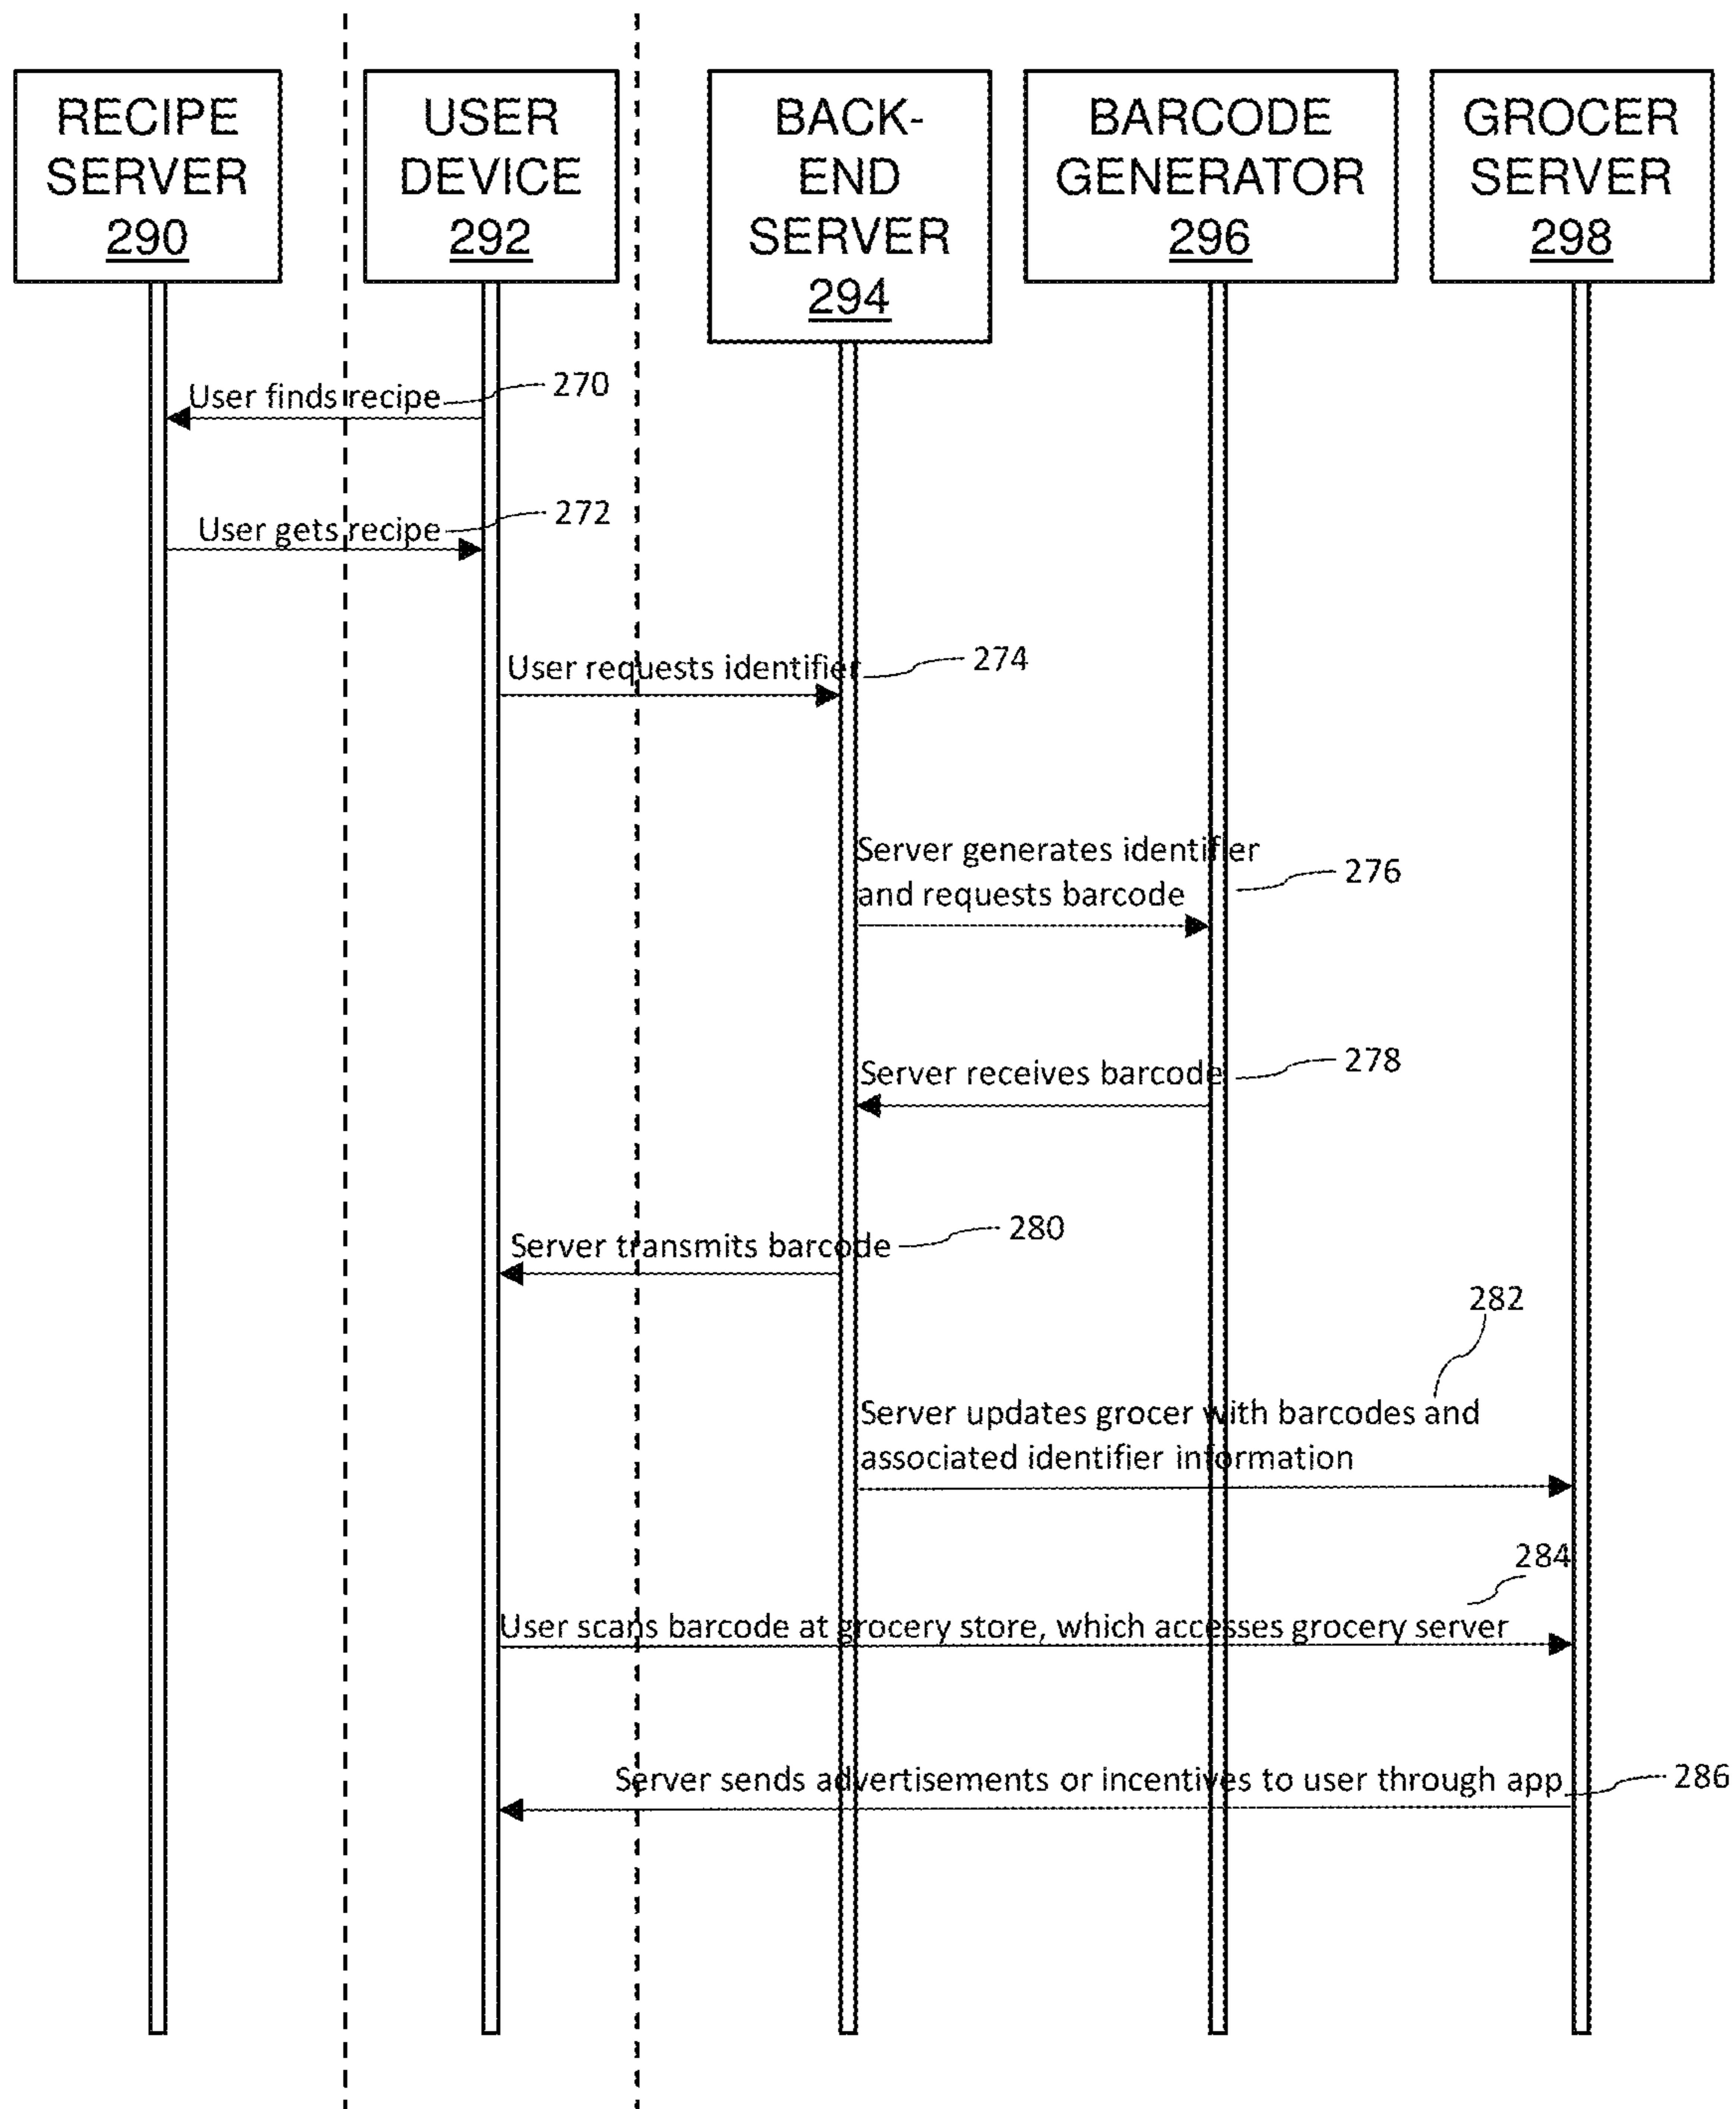 RECIPE
SERVER
290
USER
DEVICE
292
BACK-
END
SERVER
294
BARCODE
GENERATOR
296
GROCER
SERVER
298
User finds recipe
270
User gets recipe
272
User requests identifier
274
Server generates identifier
and requests barcode
276
Server receives barcode
278
Server transmits barcode
280
282
Server updates grocer with barcodes and
associated identifier information
284
User scans barcode at grocery store, which accesses grocery server
Server sends advertisements or incentives to user through app
286